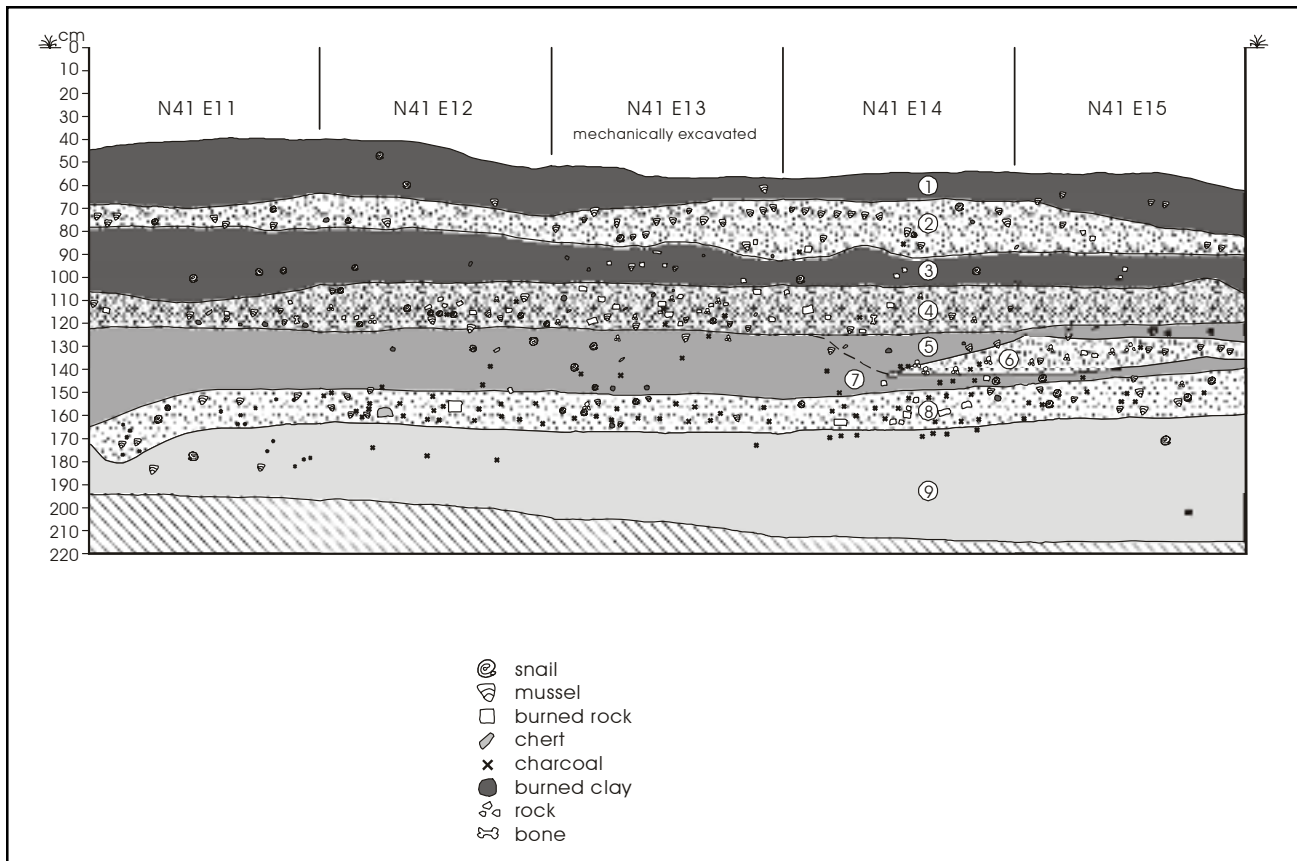 cm
0
10
20
30
40
50
60
70
80
90
100
110
120
130
140
150
160
170
180
190
200
210
220
N41 E11
N41 E12
N41 E13
mechanically excavated
N41 E14
N41 E15
1
2
3
4
5
6
7
8
9
snail
mussel
burned rock
chert
charcoal
burned clay
rock
bone